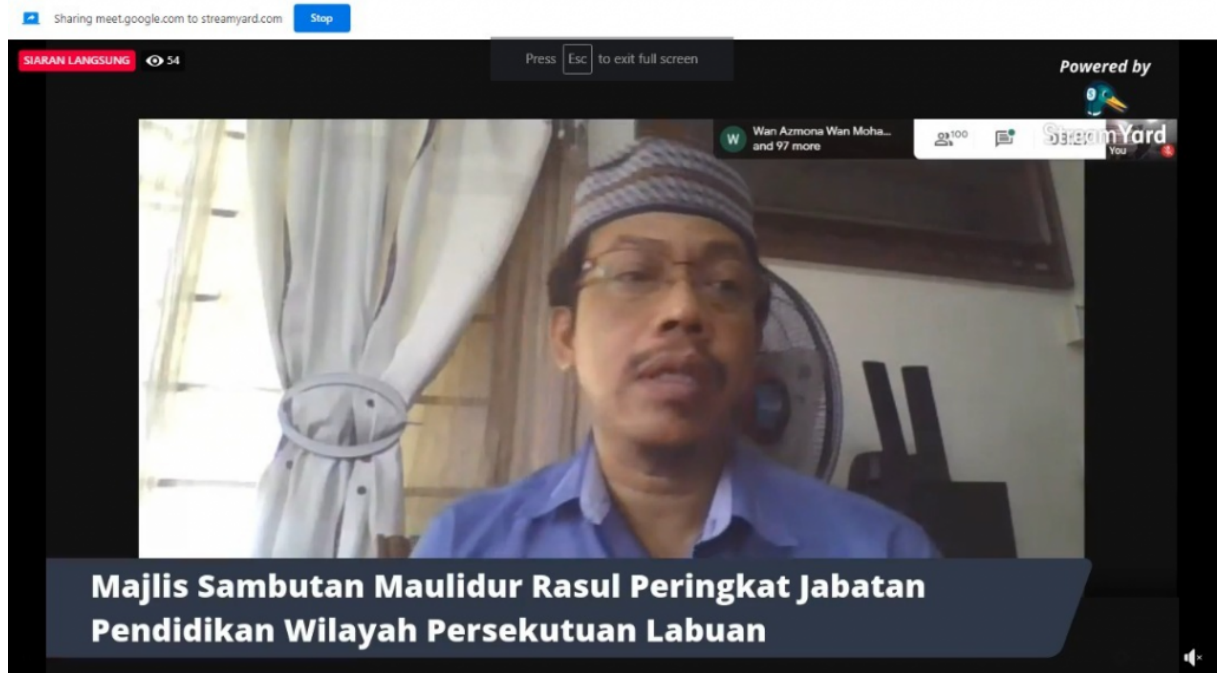 Sharing meet.google.com to streamyard.com Stop
SIARAN LANGSUNG 54
Press Esc to exit full screen
Powered by
StreamYard
W Wan Azmona Wan Moha...
and 97 more
100
You
Majlis Sambutan Maulidur Rasul Peringkat Jabatan
Pendidikan Wilayah Persekutuan Labuan